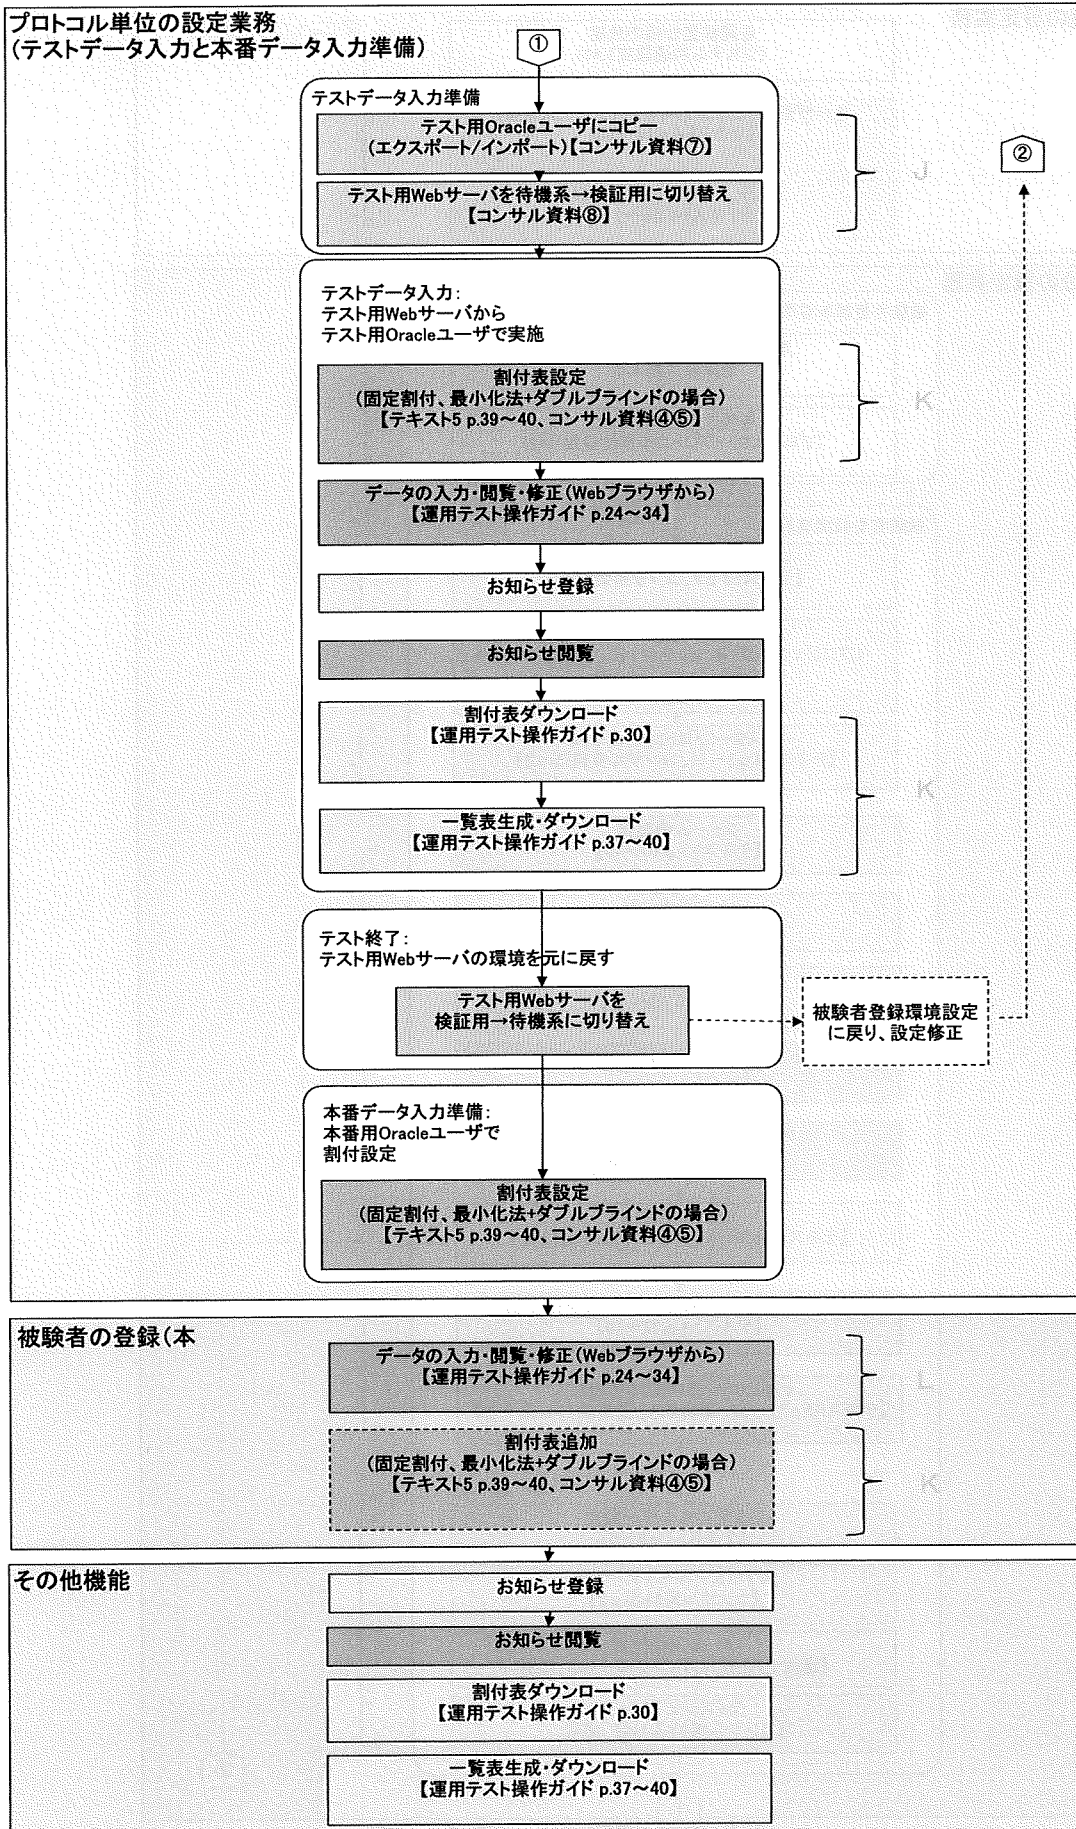 プロトコル単位の設定業務
(テストデータ入力と本番データ入力準備)
①
テストデータ入力準備
テスト用Oracleユーザにコピー
(エクスポート/インポート)【コンサル資料⑦】
テスト用Webサーバを待機系→検証用に切り替え
【コンサル資料⑧】
J
②
テストデータ入力:
テスト用Webサーバから
テスト用Oracleユーザで実施
割付表設定
(固定割付、最小化法+ダブルブラインドの場合)
【テキスト5 p.39～40、コンサル資料④⑤】
K
データの入力・閲覧・修正(Webブラウザから)
【運用テスト操作ガイド p.24～34】
お知らせ登録
お知らせ閲覧
割付表ダウンロード
【運用テスト操作ガイド p.30】
K
一覧表生成・ダウンロード
【運用テスト操作ガイド p.37～40】
テスト終了:
テスト用Webサーバの環境を元に戻す
テスト用Webサーバを
検証用→待機系に切り替え
被験者登録環境設定
に戻り、設定修正
本番データ入力準備:
本番用Oracleユーザで
割付設定
割付表設定
(固定割付、最小化法+ダブルブラインドの場合)
【テキスト5 p.39～40、コンサル資料④⑤】
被験者の登録(本
データの入力・閲覧・修正(Webブラウザから)
【運用テスト操作ガイド p.24～34】
L
割付表追加
(固定割付、最小化法+ダブルブラインドの場合)
【テキスト5 p.39～40、コンサル資料④⑤】
K
その他機能
お知らせ登録
お知らせ閲覧
割付表ダウンロード
【運用テスト操作ガイド p.30】
一覧表生成・ダウンロード
【運用テスト操作ガイド p.37～40】